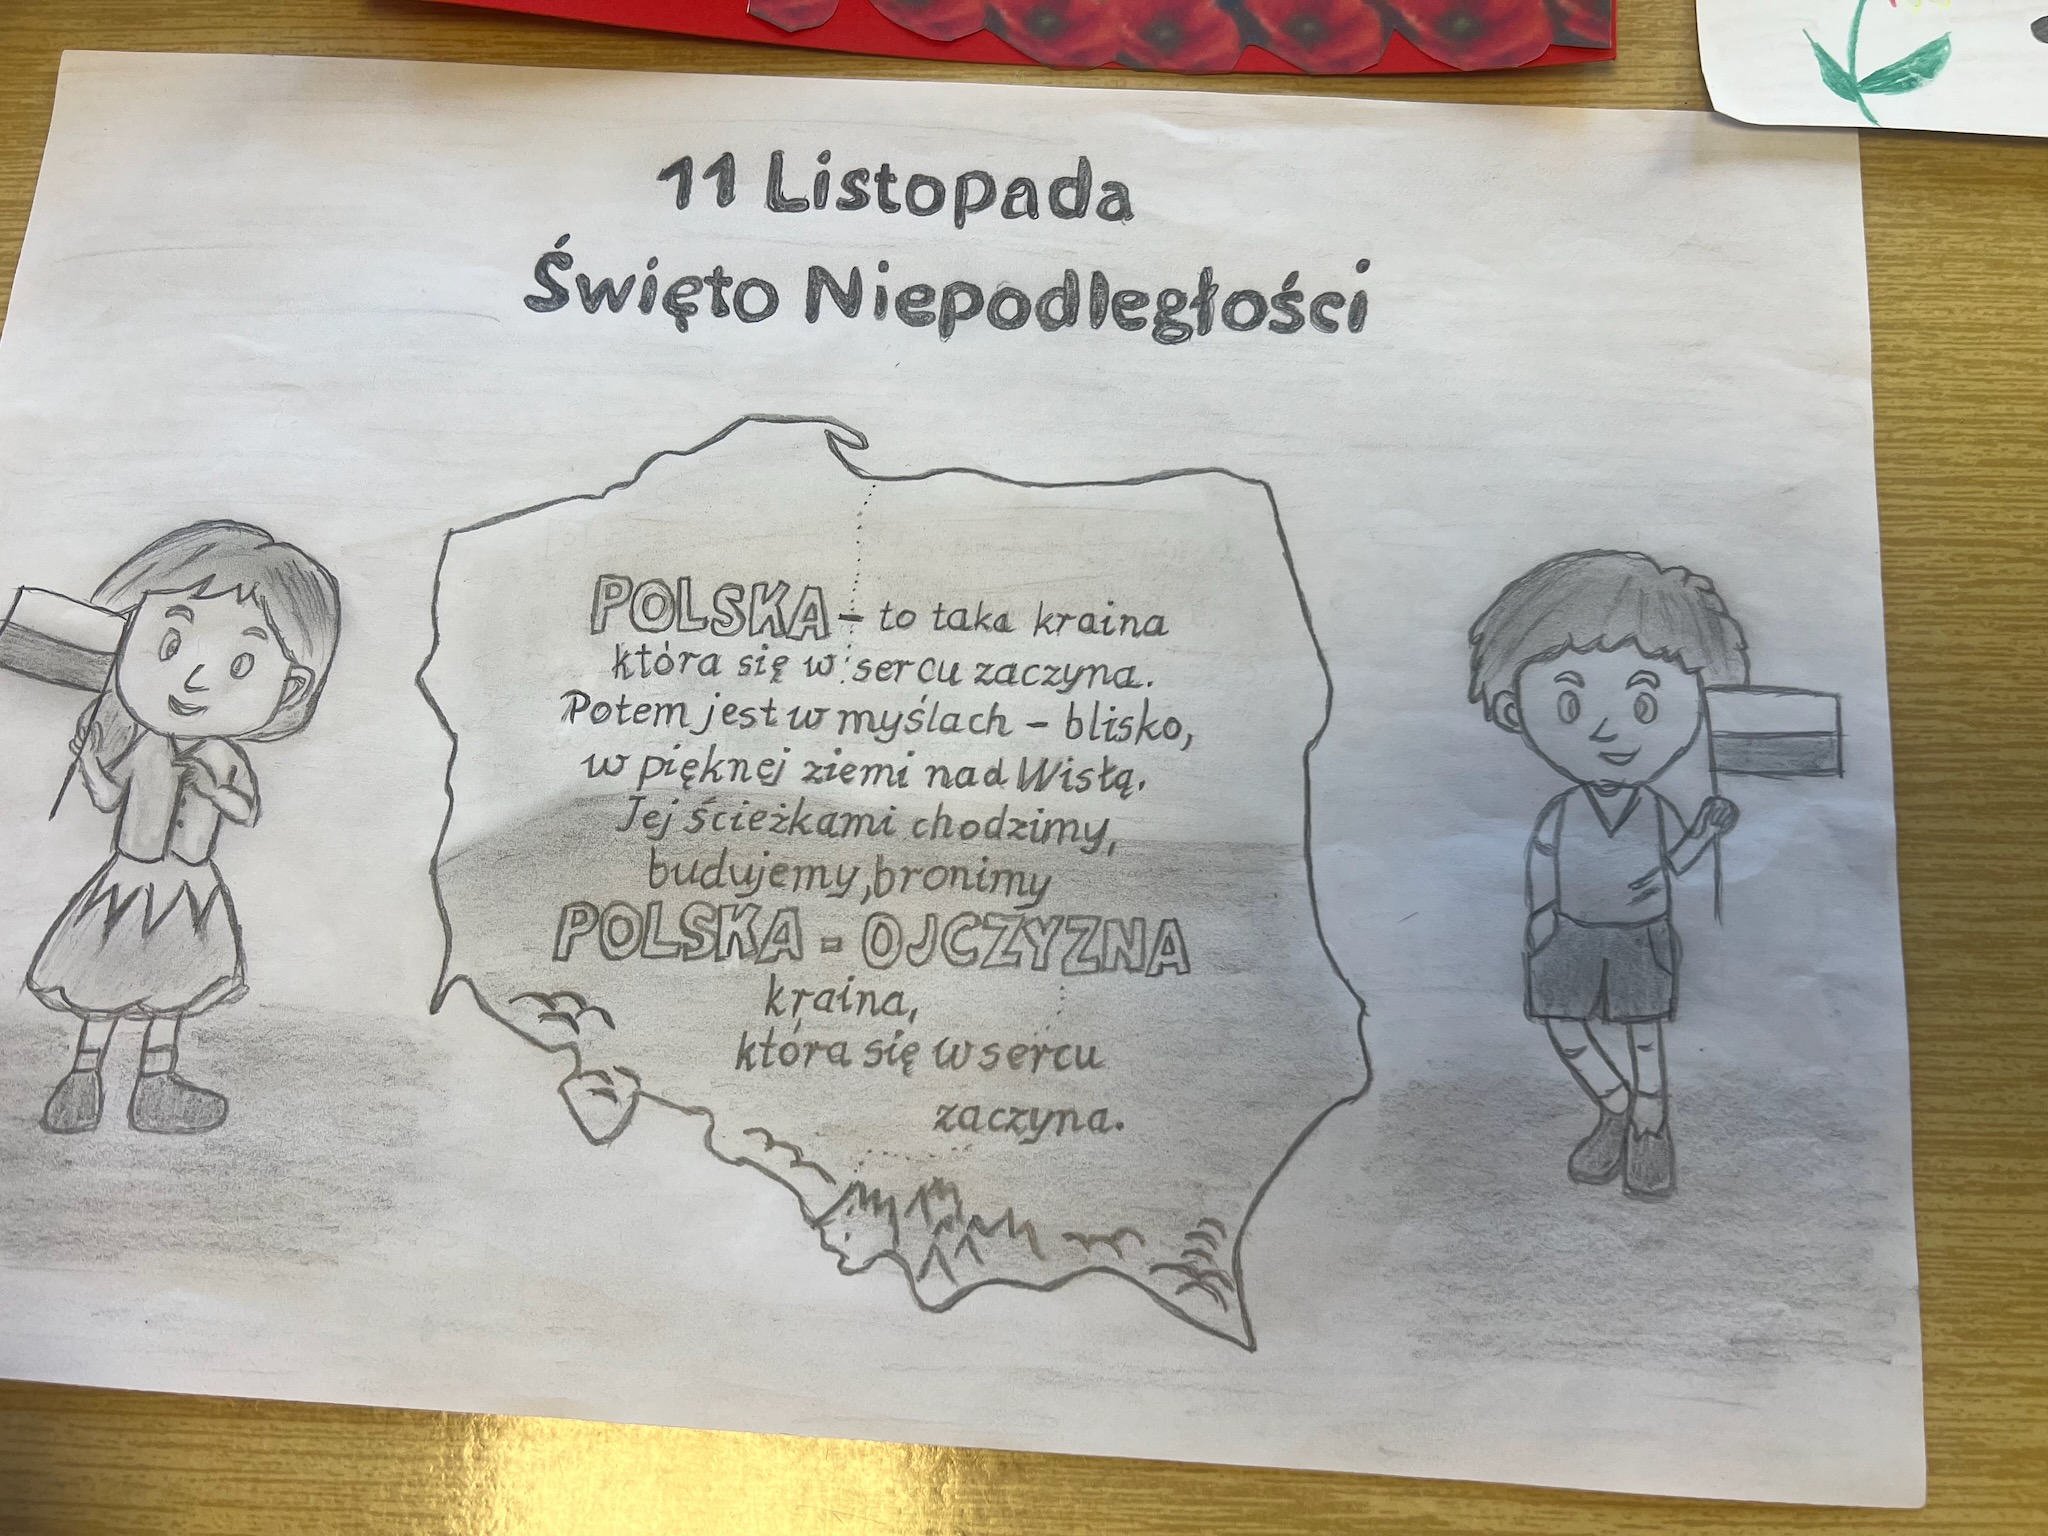 11 Listopada
Święto Niepodległości
POLSKA - to taka kraina
która się w sercu zaczyna.
Potem jest w myślach - blisko,
w pięknej ziemi nad Wisłą.
Jej ścieżkami chodzimy,
budujemy, bronimy
POLSKA - OJCZYZNA
kraina,
która się w sercu
zaczyna.